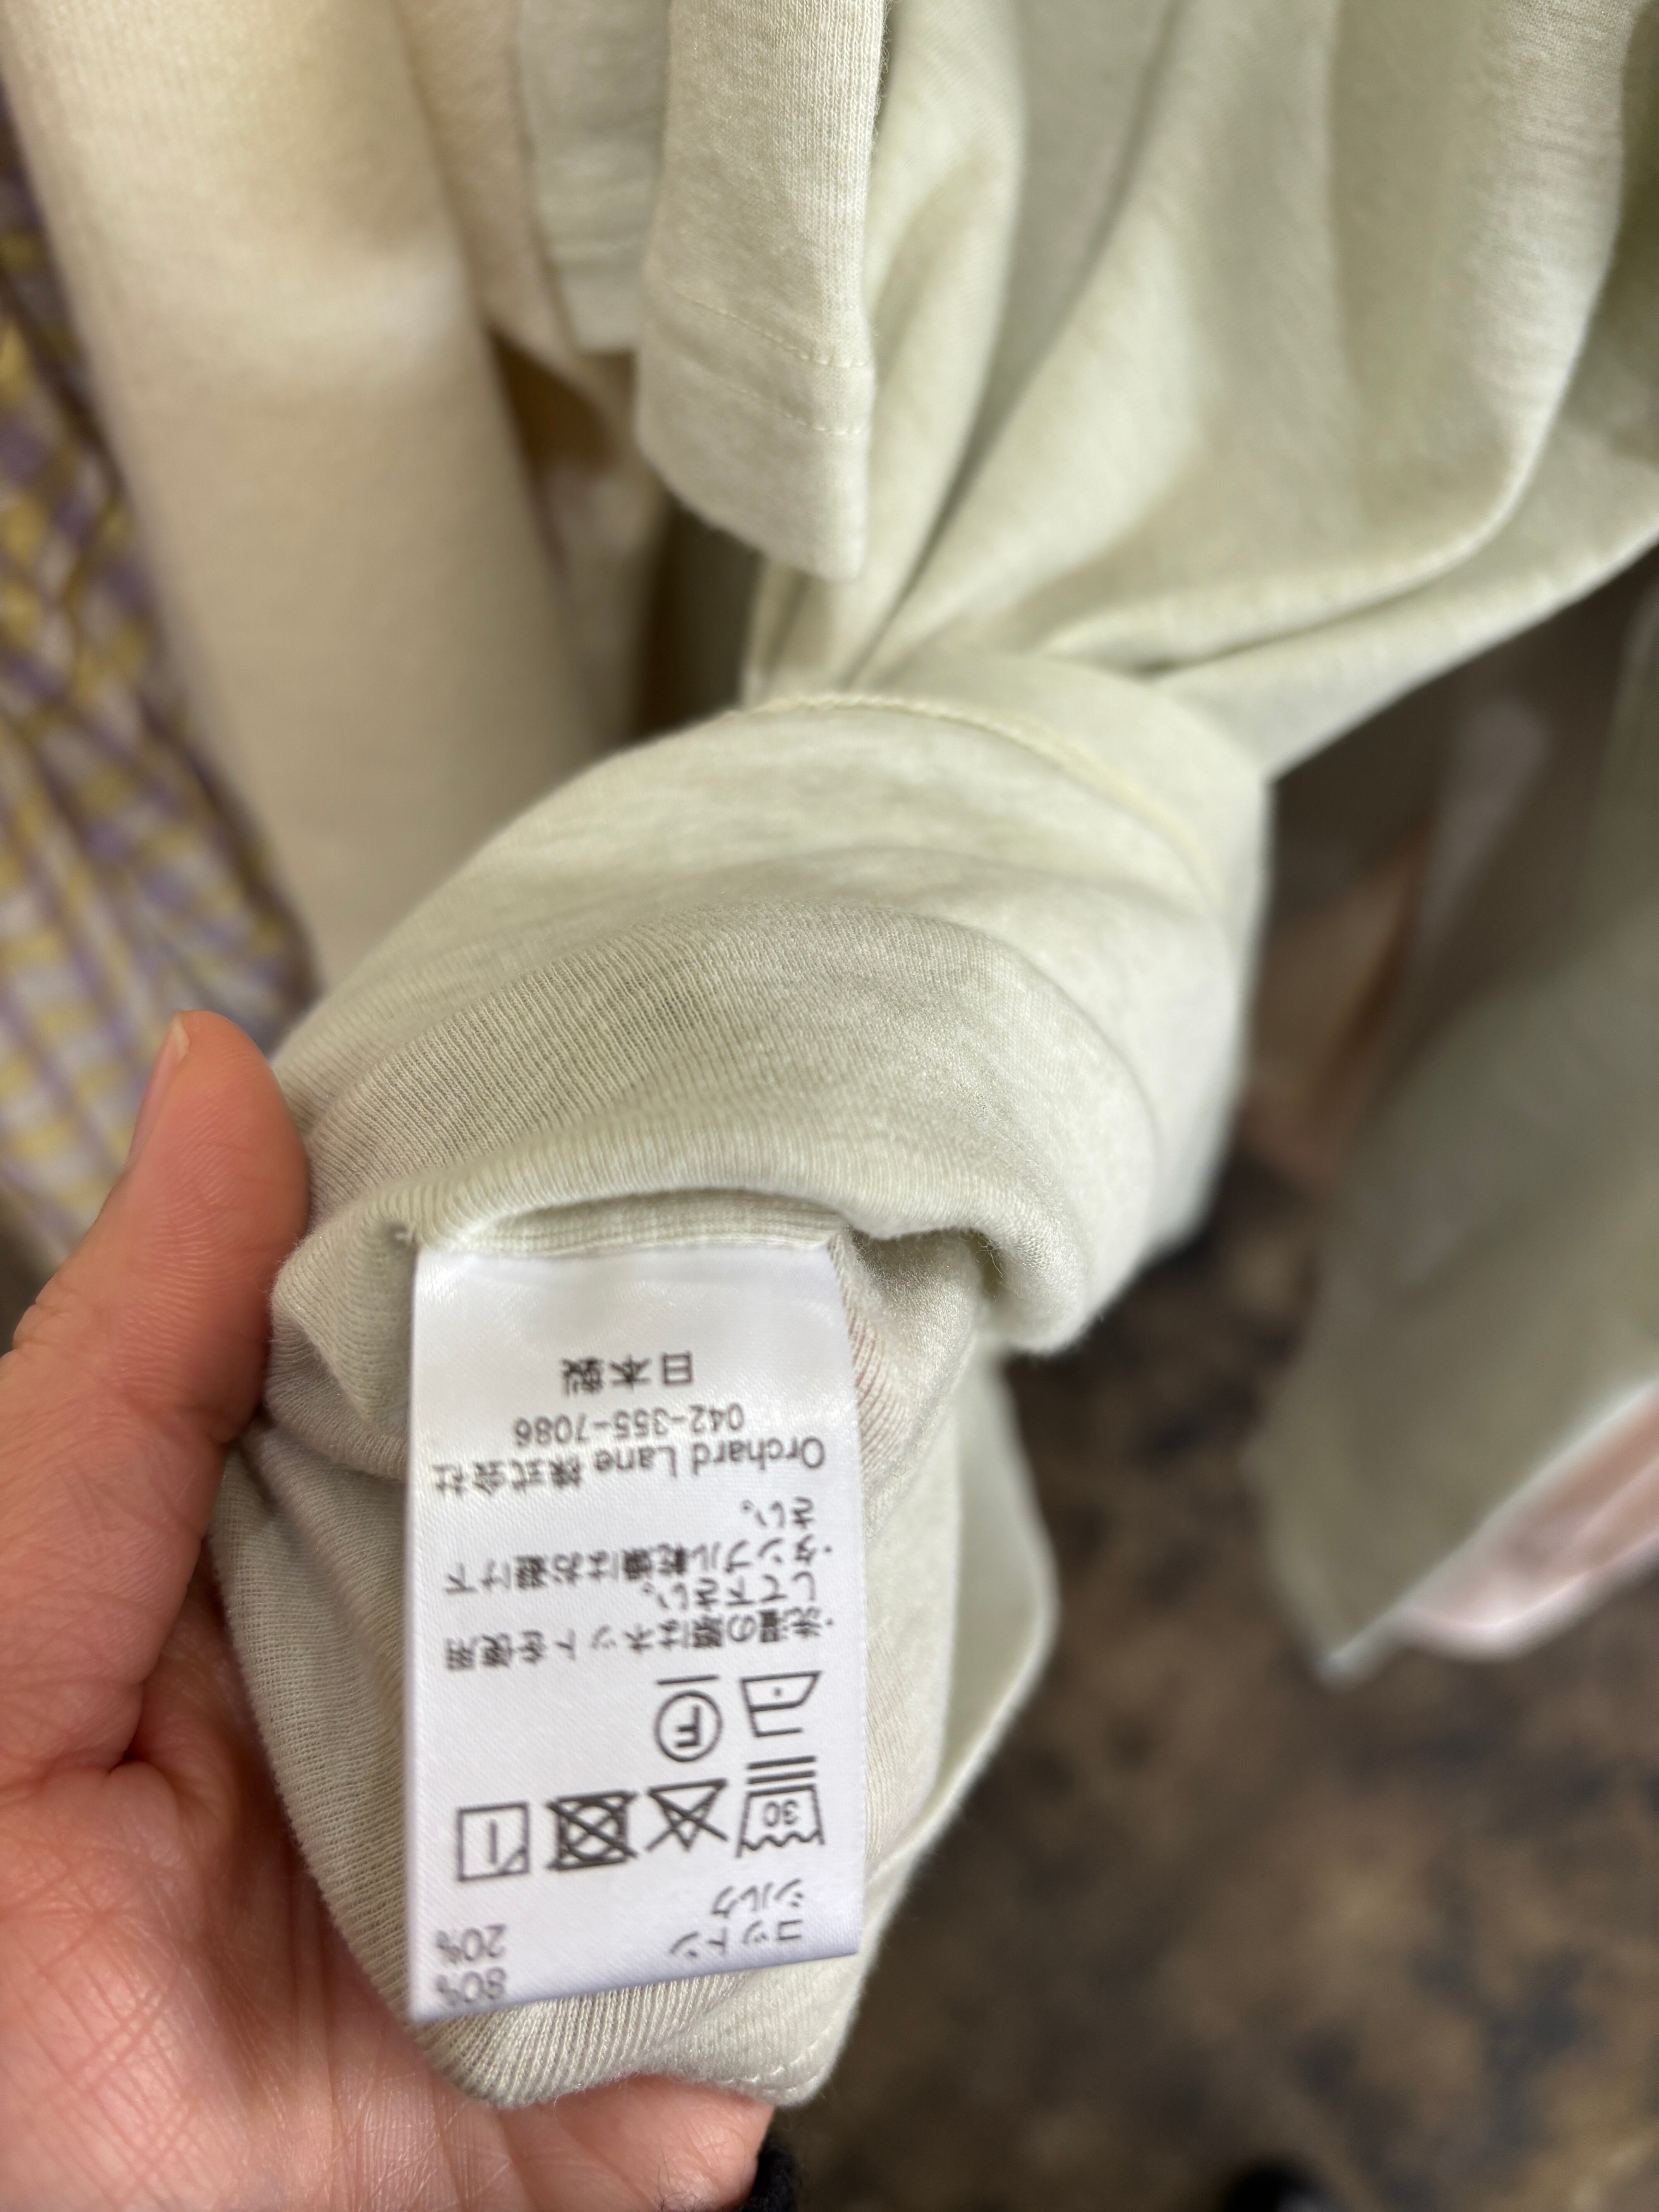 コットン 80%
シルク 20%
30
F
・洗濯の際はネットを使用
して下さい。
・タンブル乾燥はお避け下
さい。
Orchard Lane 株式会社
042-355-7086
日本製